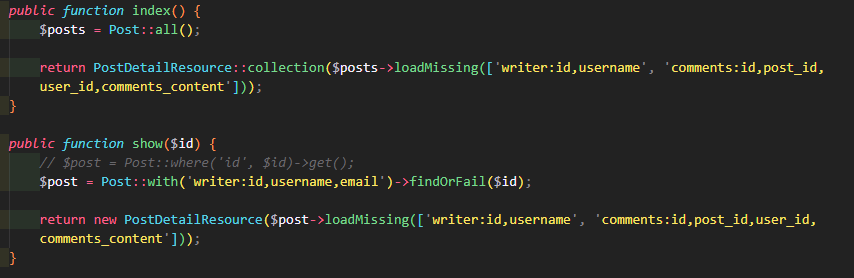 public function index() {
$posts = Post::all();
return PostDetailResource::collection($posts->loadMissing(['writer:id,username', 'comments:id,post_id,
user_id,comments_content']));
}
public function show($id) {
// $post = Post::where('id', $id)->get();
$post = Post::with('writer:id,username,email')->findOrFail($id);
return new PostDetailResource($post->loadMissing(['writer:id,username', 'comments:id,post_id,user_id,
comments_content']));
}